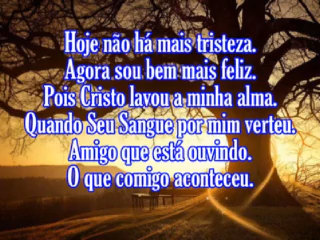 Hoje não há mais tristeza.
Agora sou bem mais feliz.
Pois Cristo lavou a minha alma.
Quando Seu Sangue por mim verteu.
Amigo que está ouvindo.
O que comigo aconteceu.